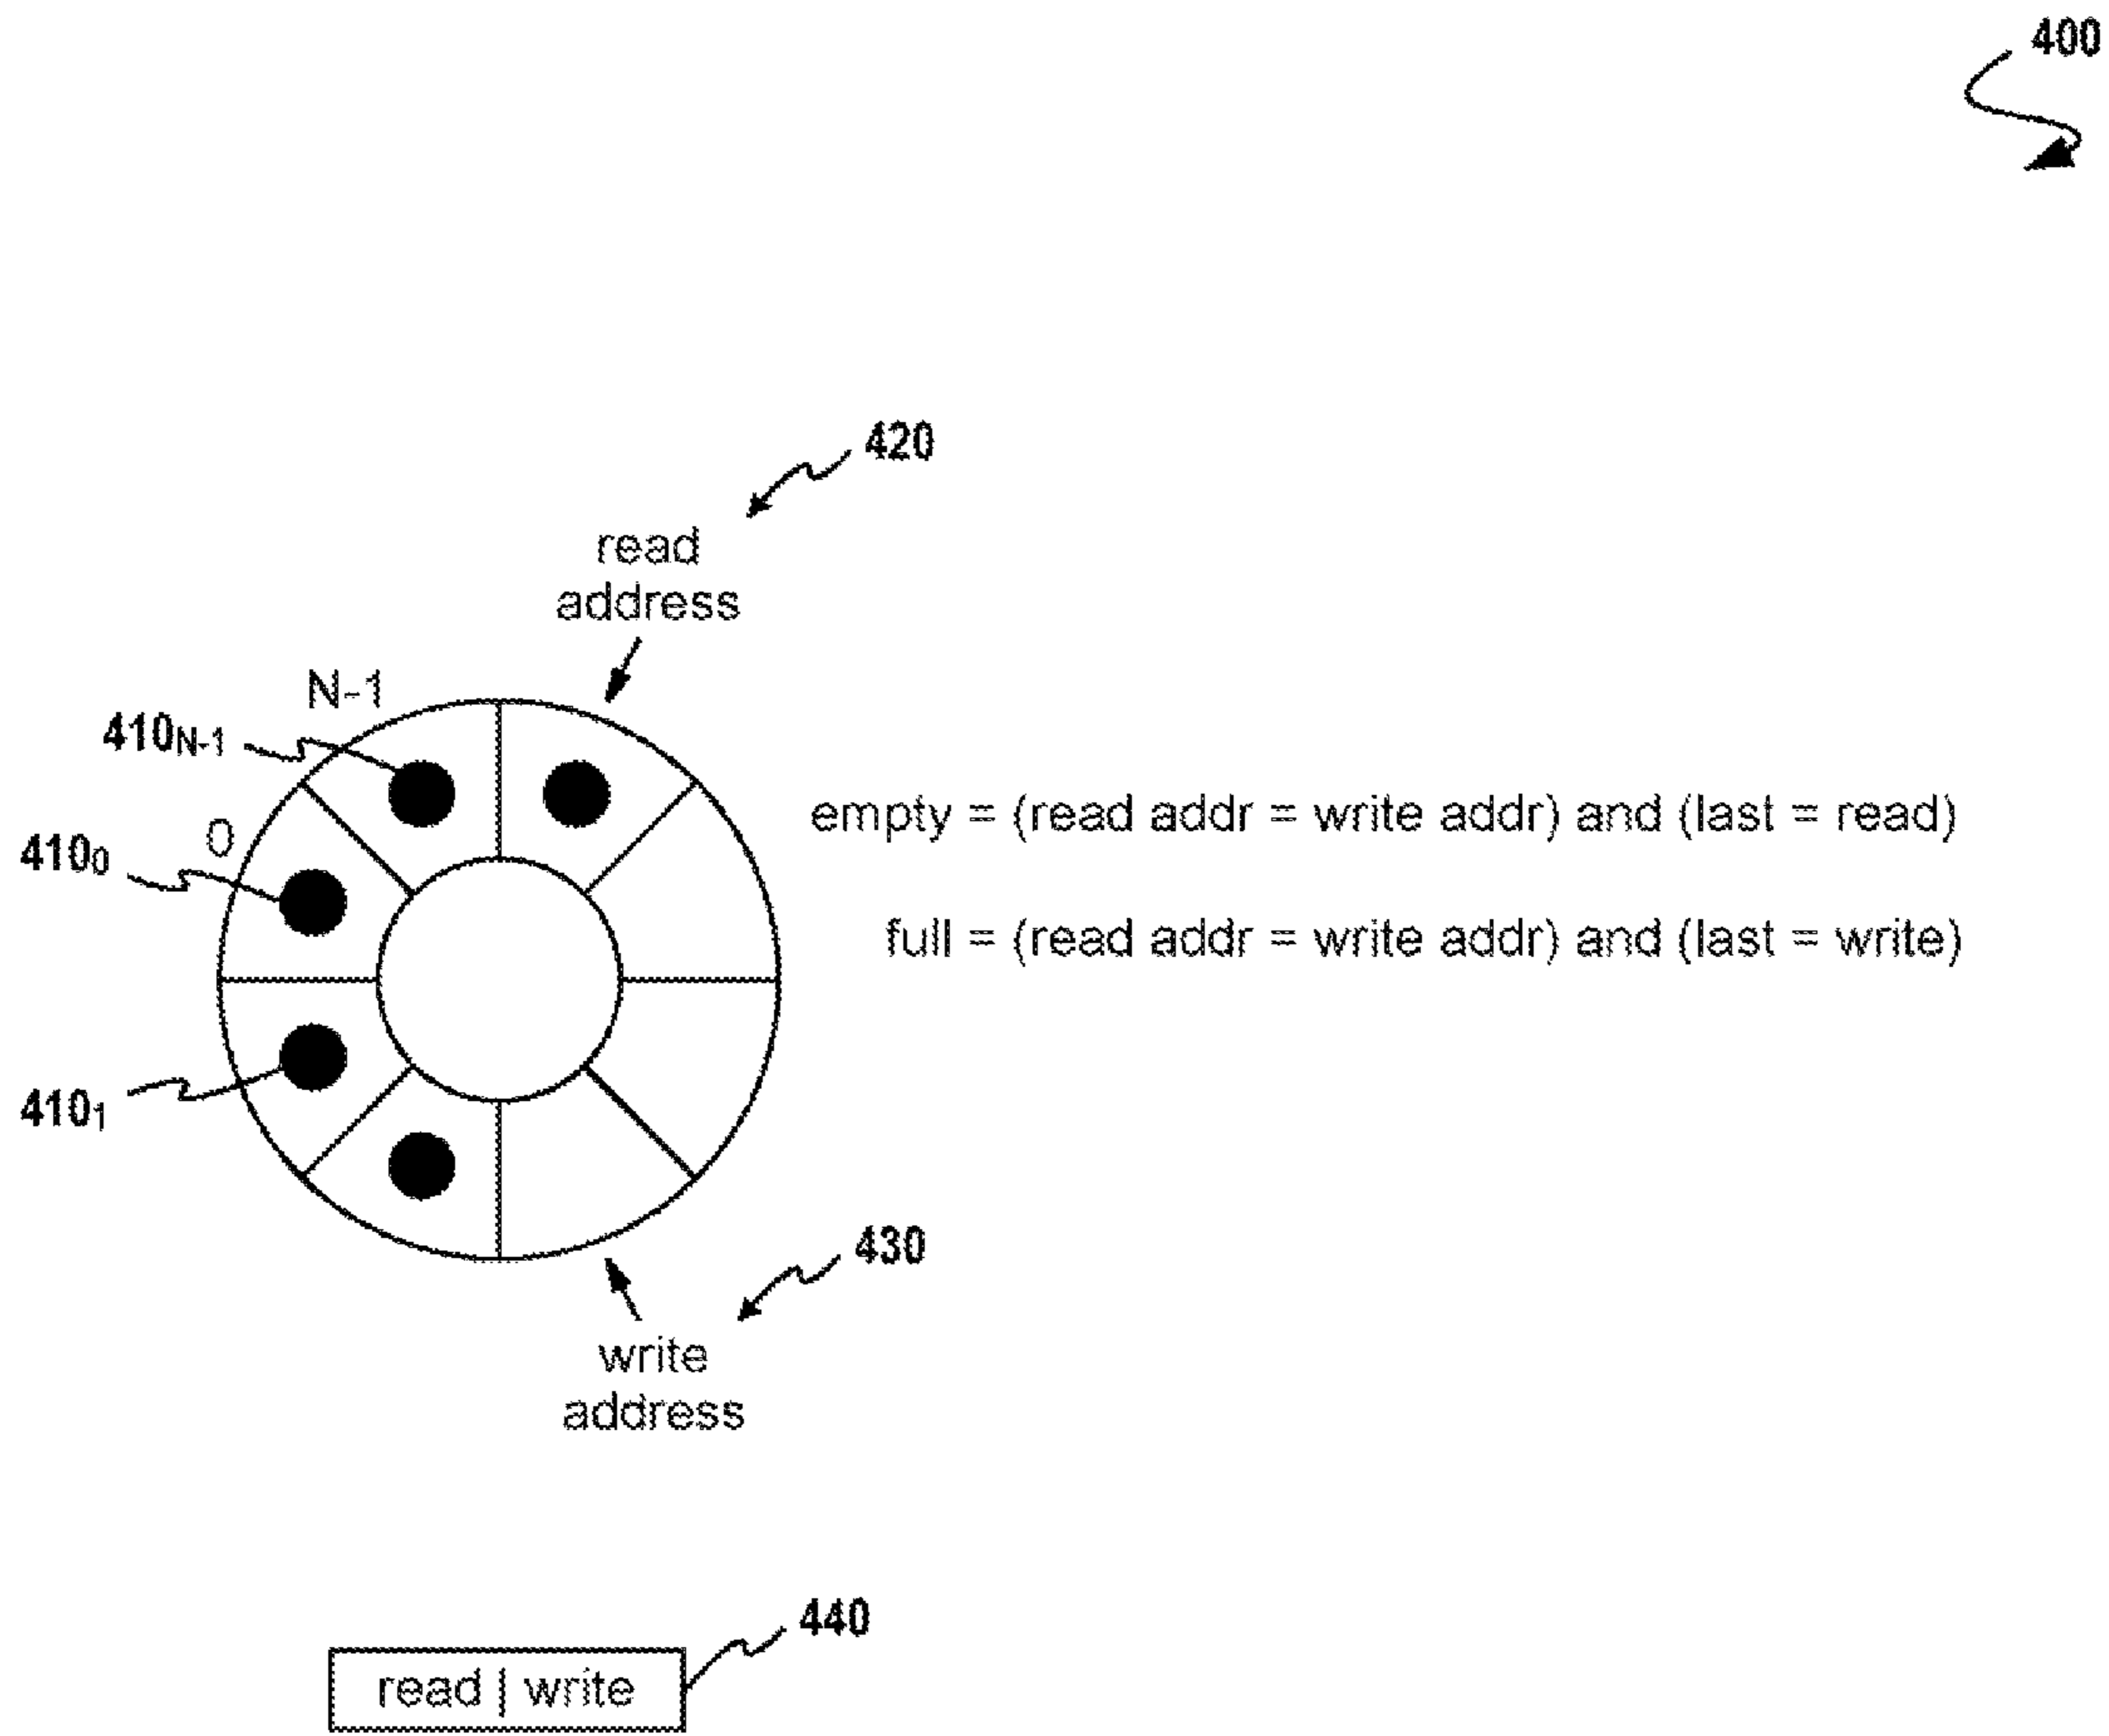 400
420
read
address
N-1
410N-1
0
4100
empty = (read addr = write addr) and (last = read)
full = (read addr = write addr) and (last = write)
4101
430
write
address
440
read | write